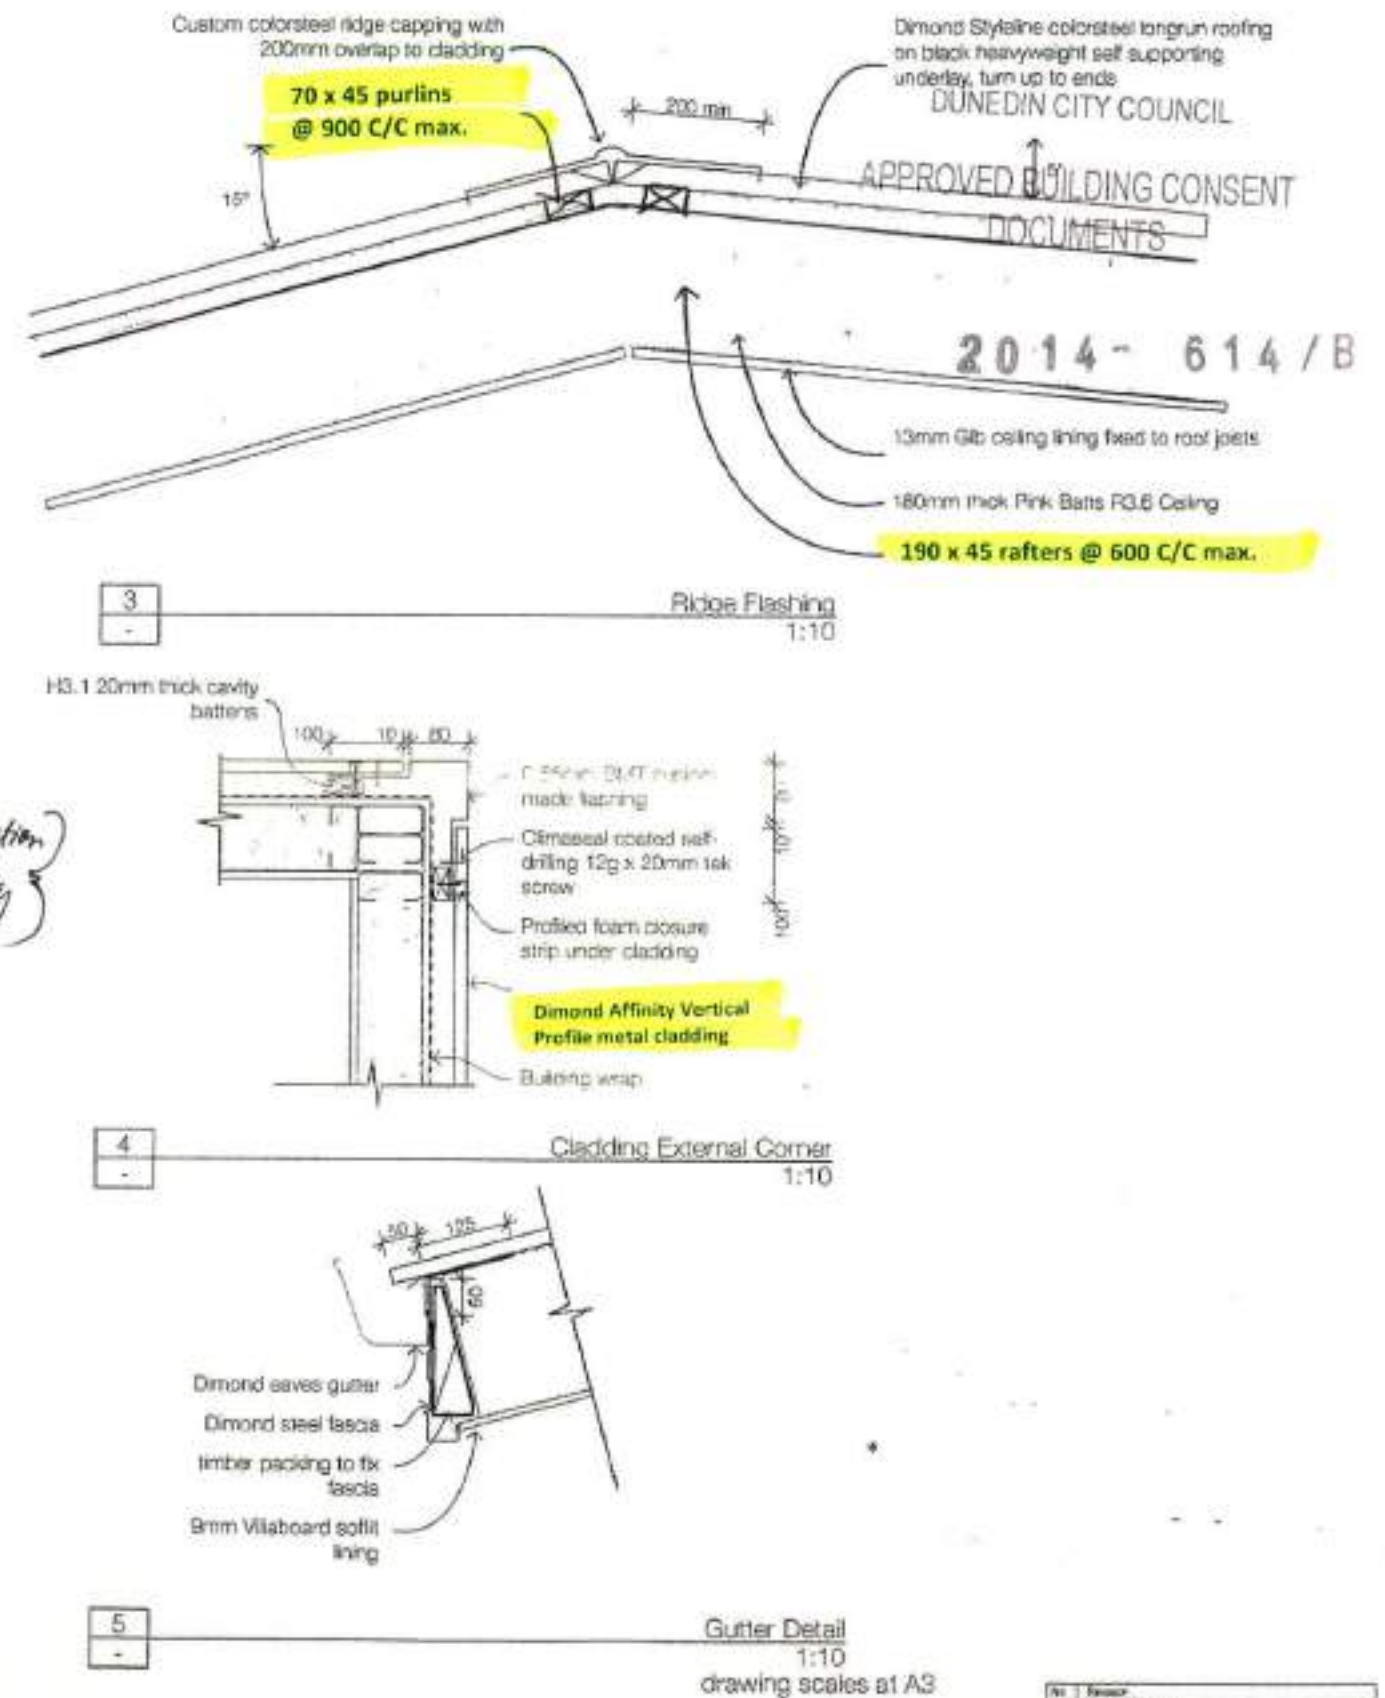 Custom colorsteel ridge capping with
200mm overlap to cladding
70 x 45 purlins
@ 900 C/C max.
200 min
15°
Dimond Styleline colorsteel longrun roofing
on black heavyweight self supporting
underlay, turn up to ends
DUNEDIN CITY COUNCIL
APPROVED BUILDING CONSENT
DOCUMENTS
2014- 614/B
13mm Gib ceiling lining fixed to roof joists
180mm thick Pink Batts R3.6 Ceiling
190 x 45 rafters @ 600 C/C max.
3
-
Ridge Flashing
1:10
H3.1 20mm thick cavity
battens
100
10
80
BMT
made flashing
Climaseal coated self-
drilling 12g x 20mm tek
screw
Profiled foam closure
strip under cladding
100
Dimond Affinity Vertical
Profile metal cladding
Building wrap
4
-
Cladding External Corner
1:10
50
125
60
Dimond eaves gutter
Dimond steel fascia
timber packing to fix
fascia
9mm Villaboard soffit
lining
5
-
Gutter Detail
1:10
drawing scales at A3